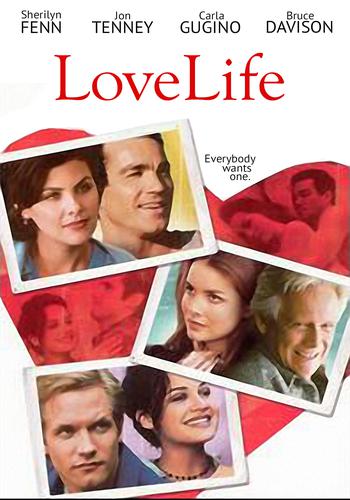 Sherilyn Jon Carla Bruce
FENN TENNEY GUGINO DAVISON
LoveLife
Everybody
wants
one.